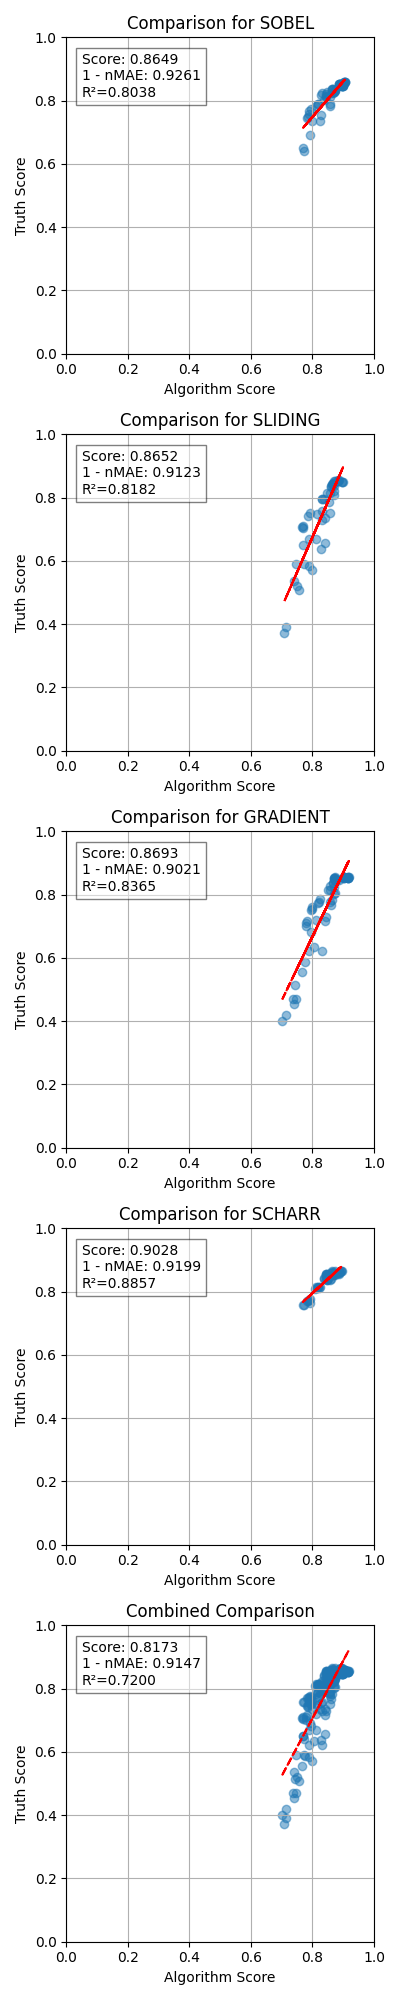 Comparison for SOBEL
Score: 0.8649
1 - nMAE: 0.9261
R²=0.8038
1.0
0.8
0.6
0.4
0.2
0.0
Truth Score
0.0 0.2 0.4 0.6 0.8 1.0
Algorithm Score
Comparison for SLIDING
Score: 0.8652
1 - nMAE: 0.9123
R²=0.8182
1.0
0.8
0.6
0.4
0.2
0.0
Truth Score
0.0 0.2 0.4 0.6 0.8 1.0
Algorithm Score
Comparison for GRADIENT
Score: 0.8693
1 - nMAE: 0.9021
R²=0.8365
1.0
0.8
0.6
0.4
0.2
0.0
Truth Score
0.0 0.2 0.4 0.6 0.8 1.0
Algorithm Score
Comparison for SCHARR
Score: 0.9028
1 - nMAE: 0.9199
R²=0.8857
1.0
0.8
0.6
0.4
0.2
0.0
Truth Score
0.0 0.2 0.4 0.6 0.8 1.0
Algorithm Score
Combined Comparison
Score: 0.8173
1 - nMAE: 0.9147
R²=0.7200
1.0
0.8
0.6
0.4
0.2
0.0
Truth Score
0.0 0.2 0.4 0.6 0.8 1.0
Algorithm Score